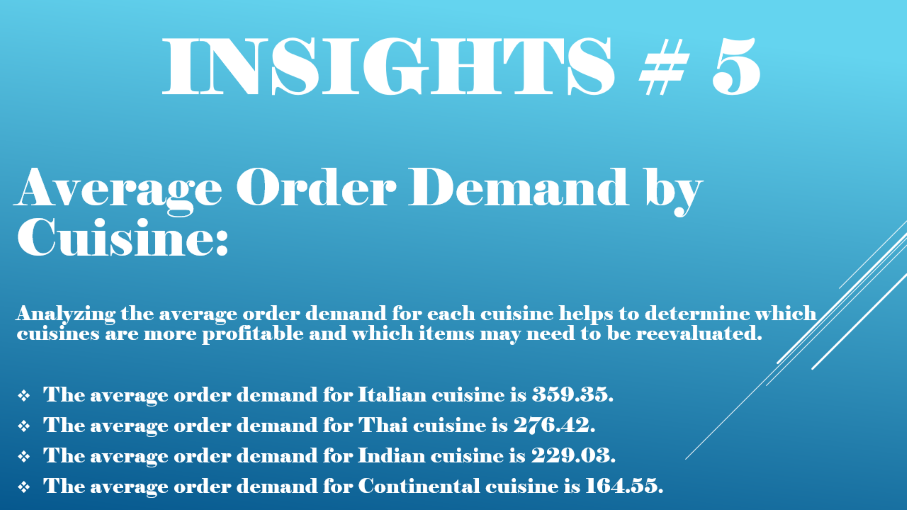 INSIGHTS # 5
Average Order Demand by
Cuisine:
Analyzing the average order demand for each cuisine helps to determine which
cuisines are more profitable and which items may need to be reevaluated.
❖ The average order demand for Italian cuisine is 359.35.
❖ The average order demand for Thai cuisine is 276.42.
❖ The average order demand for Indian cuisine is 229.03.
❖ The average order demand for Continental cuisine is 164.55.